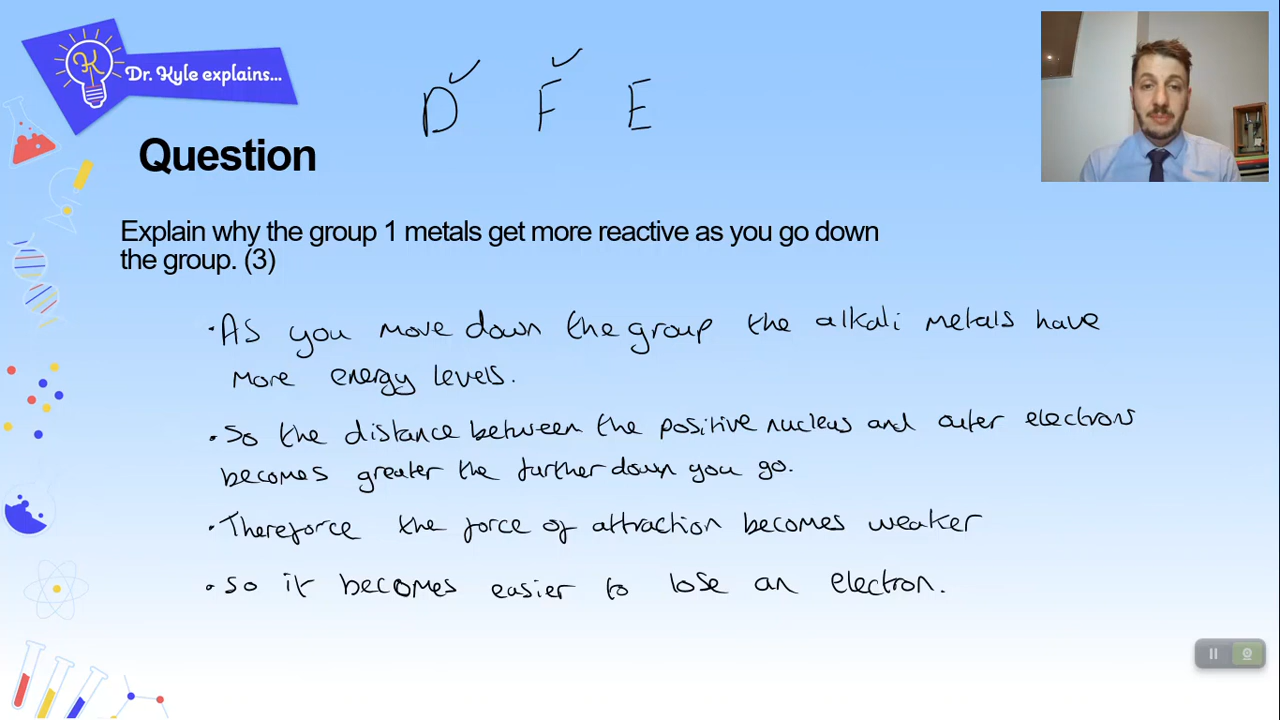 K
Dr. Kyle explains...
D ✓ F ✓ E
Question
Explain why the group 1 metals get more reactive as you go down
the group. (3)
· As you move down the group the alkali metals have
more energy levels.
· So the distance between the positive nucleus and outer electrons
becomes greater the further down you go.
· Thereforce the force of attraction becomes weaker
· So it becomes easier to lose an electron.